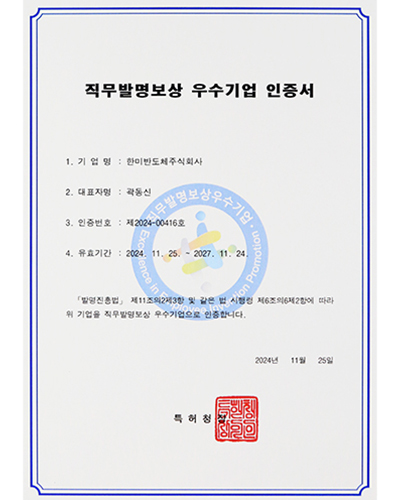 직무발명보상 우수기업 인증서
1. 기 업 명 : 한미반도체주식회사
2. 대표자명 : 곽동신
3. 인증번호 : 제2024-00416호
4. 유효기간 : 2024. 11. 25. ~ 2027. 11. 24.
직무발명보상우수기업
Excellence in Employee Invention Promotion
「발명진흥법」 제11조의2제3항 및 같은 법 시행령 제6조의6제2항에 따라
위 기업을 직무발명보상 우수기업으로 인증합니다.
2024년 11월 25일
특허청장